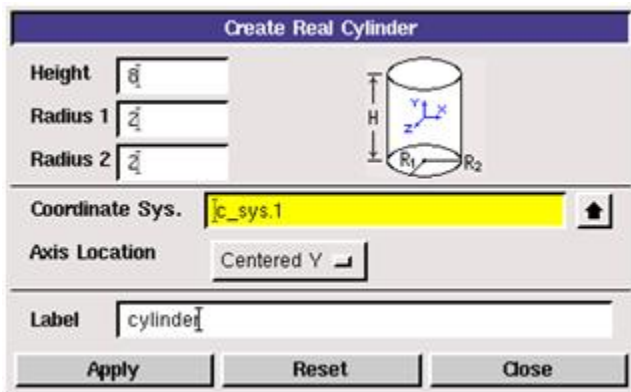 Create Real Cylinder
Height 8
Radius 1 2
Radius 2 2
H
Y
X
Z
R1
R2
Coordinate Sys. c_sys.1
Axis Location Centered Y
Label cylinder
Apply Reset Close